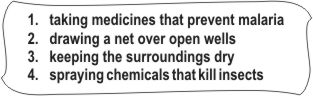 1. taking medicines that prevent malaria
2. drawing a net over open wells
3. keeping the surroundings dry
4. spraying chemicals that kill insects